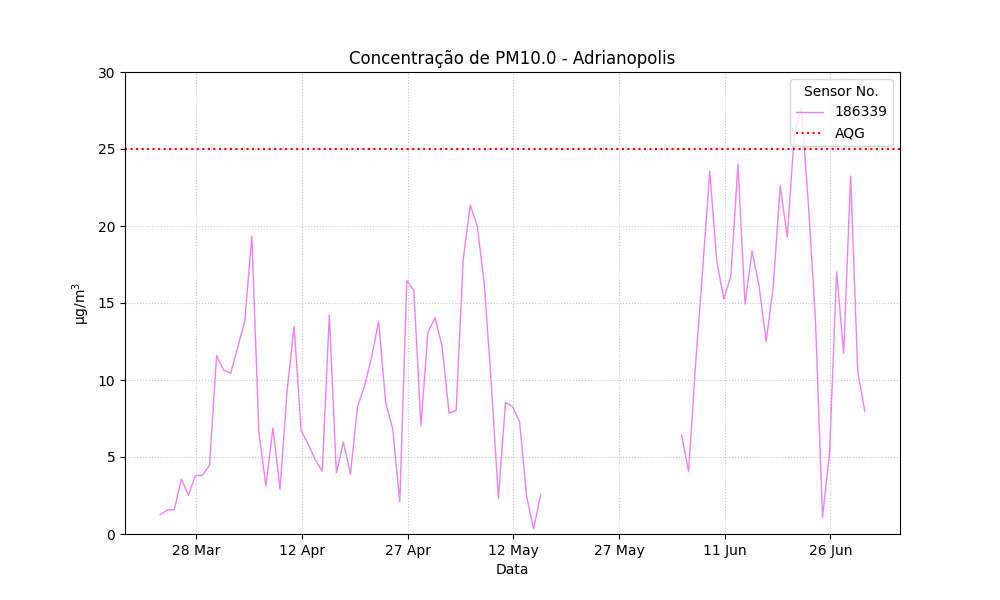 Concentração de PM10.0 - Adrianopolis
Sensor No.
186339
AQG
30
25
20
15
10
5
0
µg/m³
28 Mar
12 Apr
27 Apr
12 May
27 May
11 Jun
26 Jun
Data